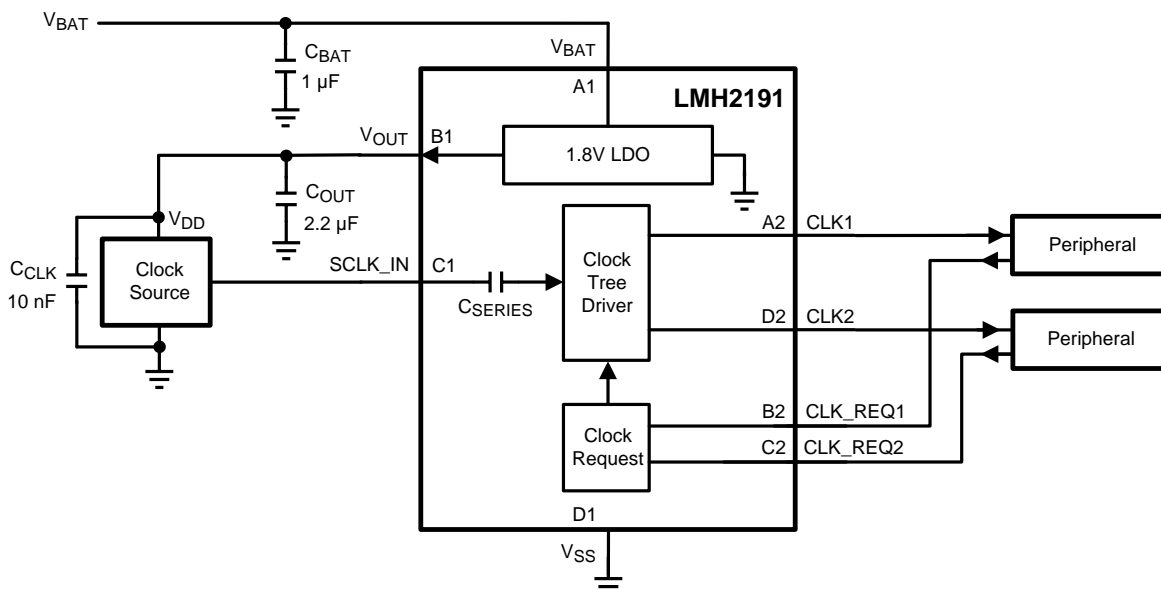 VBAT
CBAT
1 µF
VBAT
A1
LMH2191
VOUT
B1
1.8V LDO
COUT
2.2 µF
VDD
CCLK
10 nF
Clock
Source
SCLK_IN
C1
CSERIES
Clock
Tree
Driver
A2
CLK1
Peripheral
D2
CLK2
Peripheral
Clock
Request
B2
CLK_REQ1
C2
CLK_REQ2
D1
VSS